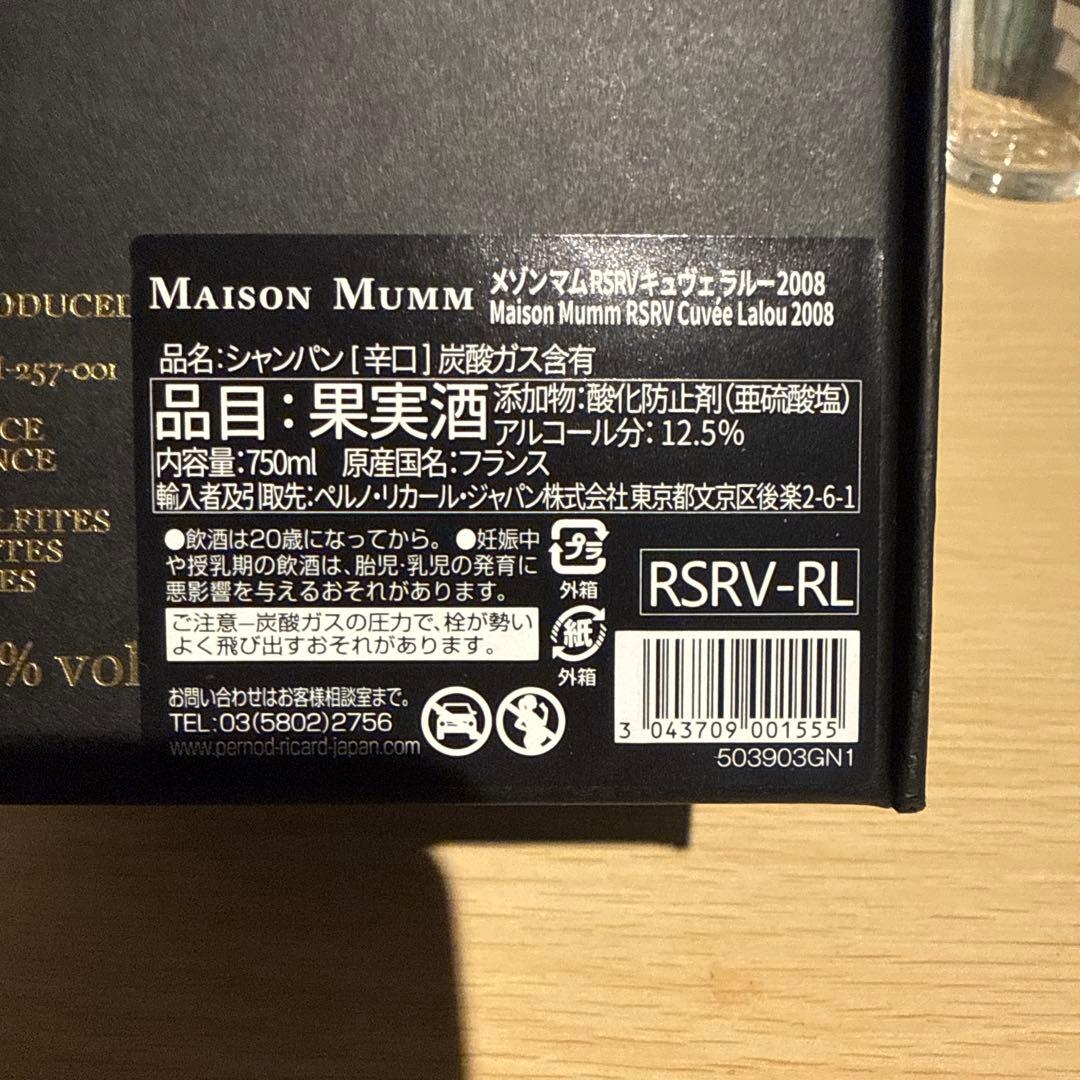 ODUCED
MAISON MUMM
メゾン マム RSRV キュヴェ ラルー 2008
Maison Mumm RSRV Cuvée Lalou 2008
-257-001
CE
NCE
LFITES
TES
ES
% vol
品名:シャンパン [ 辛口 ] 炭酸ガス含有
品目:果実酒
添加物:酸化防止剤(亜硫酸塩)
アルコール分:12.5%
内容量:750ml 原産国名:フランス
輸入者及引取先:ペルノ・リカール・ジャパン株式会社 東京都文京区後楽2-6-1
●飲酒は20歳になってから。 ●妊娠中
や授乳期の飲酒は、胎児・乳児の発育に
悪影響を与えるおそれがあります。
ご注意―炭酸ガスの圧力で、栓が勢い
よく飛び出すおそれがあります。
プラ
外箱
紙
外箱
RSRV-RL
お問い合わせはお客様相談室まで。
TEL:03(5802)2756
www.pernod-ricard-japan.com
3 043709 001555
503903GN1